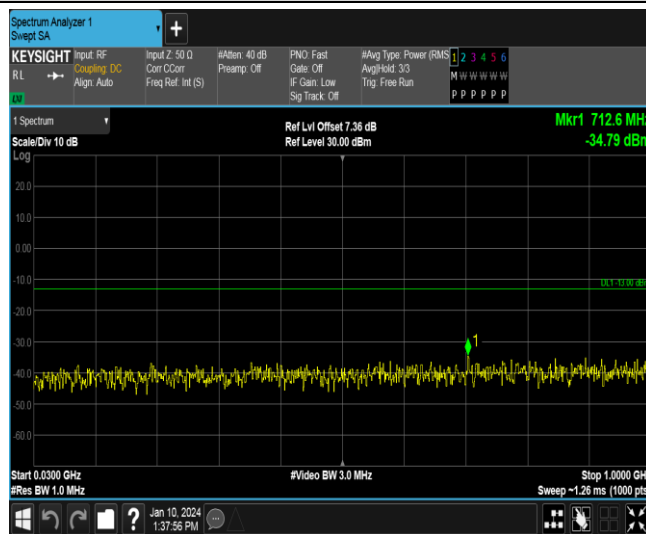 Spectrum Analyzer 1
Swept SA
+
KEYSIGHT Input: RF Input Z: 50 Ω #Atten: 40 dB PNO: Fast #Avg Type: Power (RMS 1 2 3 4 5 6
RL Coupling: DC Corr CCorr Preamp: Off Gate: Off Avg|Hold: 3/3 M W W W W W
Align: Auto Freq Ref: Int (S) IF Gain: Low Trig: Free Run
Sig Track: Off P P P P P P
LXI
1 Spectrum Ref Lvl Offset 7.36 dB Mkr1 712.6 MHz
Scale/Div 10 dB Ref Level 30.00 dBm -34.79 dBm
Log
20.0
10.0
0.00
-10.0 DL1 -13.00 dBm
-20.0
-30.0 1
-40.0
-50.0
-60.0
Start 0.0300 GHz #Video BW 3.0 MHz Stop 1.0000 GH
#Res BW 1.0 MHz Sweep ~1.26 ms (1000 pts
? Jan 10, 2024
1:37:56 PM